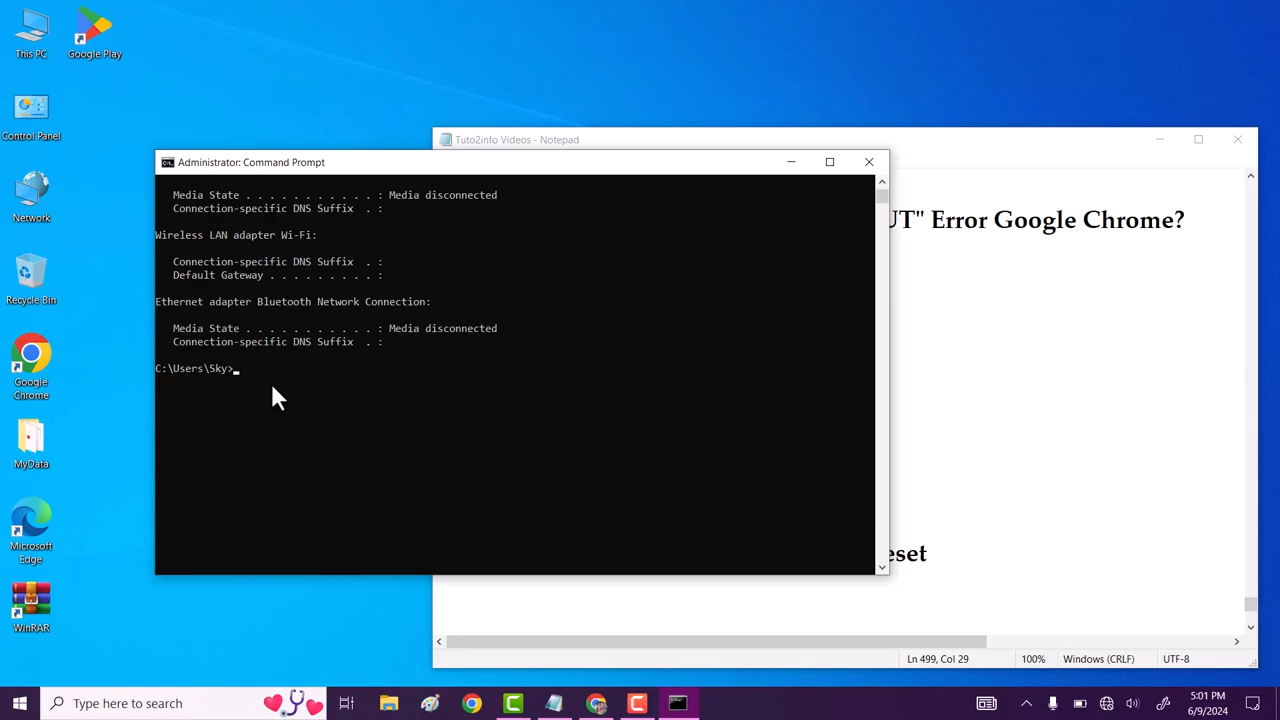 This PC
Google Play
Control Panel
Network
Recycle Bin
Google
Chrome
MyData
Microsoft
Edge
WinRAR
Tuto2info Videos - Notepad
UT" Error Google Chrome?
eset
Ln 499, Col 29
100%
Windows (CRLF)
UTF-8
Administrator: Command Prompt
Media State . . . . . . . . . . . : Media disconnected
Connection-specific DNS Suffix  . :
Wireless LAN adapter Wi-Fi:
Connection-specific DNS Suffix  . :
Default Gateway . . . . . . . . . :
Ethernet adapter Bluetooth Network Connection:
Media State . . . . . . . . . . . : Media disconnected
Connection-specific DNS Suffix  . :
C:\Users\Sky>_
Type here to search
5:01 PM
6/9/2024